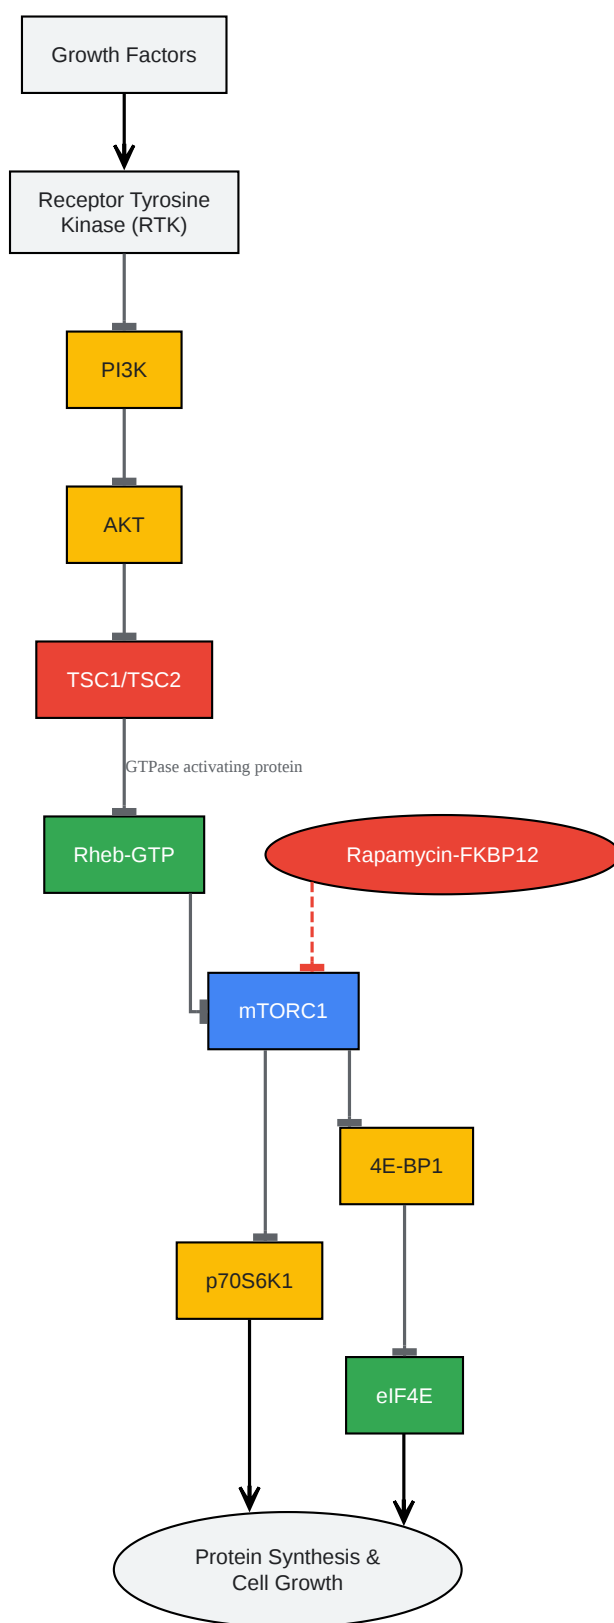 Growth Factors
Receptor Tyrosine
Kinase (RTK)
PI3K
AKT
TSC1/TSC2
GTPase activating protein
Rheb-GTP
Rapamycin-FKBP12
mTORC1
4E-BP1
p70S6K1
eIF4E
Protein Synthesis &
Cell Growth